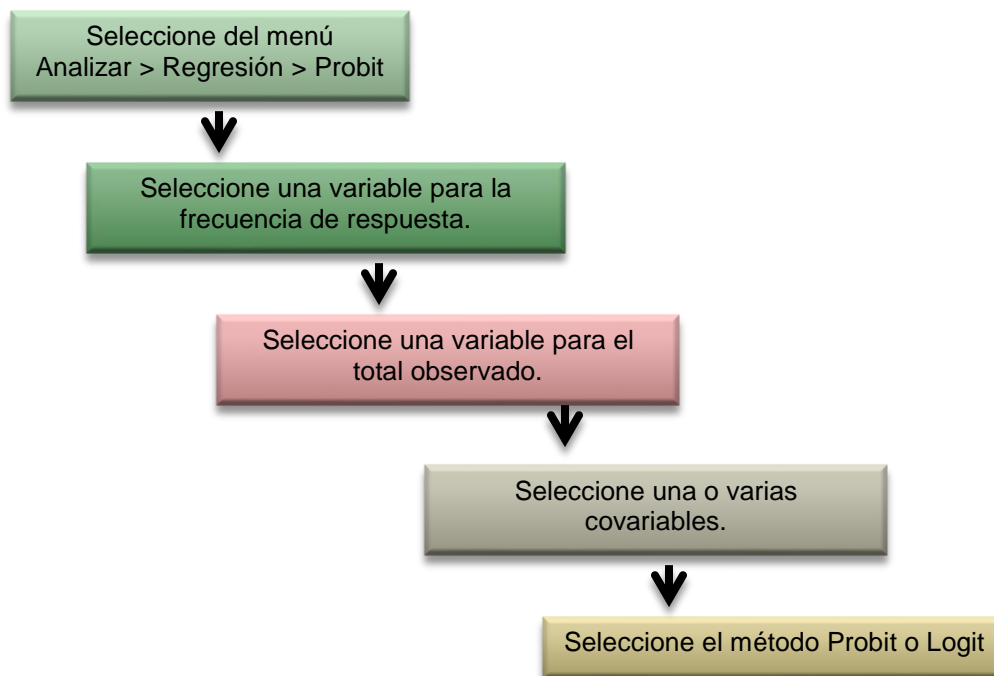 Seleccione del menú
Analizar > Regresión > Probit
Seleccione una variable para la
frecuencia de respuesta.
Seleccione una variable para el
total observado.
Seleccione una o varias
covariables.
Seleccione el método Probit o Logit